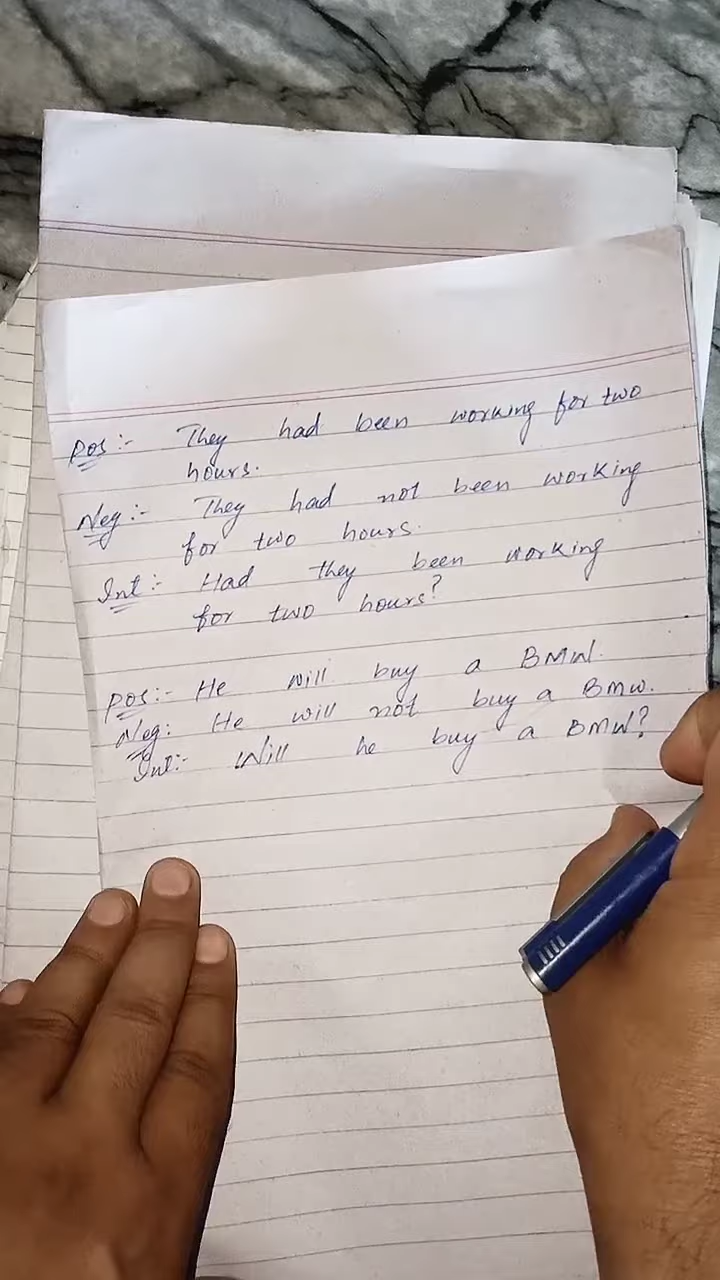 Pos:- They had been working for two
hours.
Neg:- They had not been working
for two hours.
Int:- Had they been working
for two hours?
Pos:- He will buy a BMW.
Neg: He will not buy a BMW.
Int:- Will he buy a BMW?